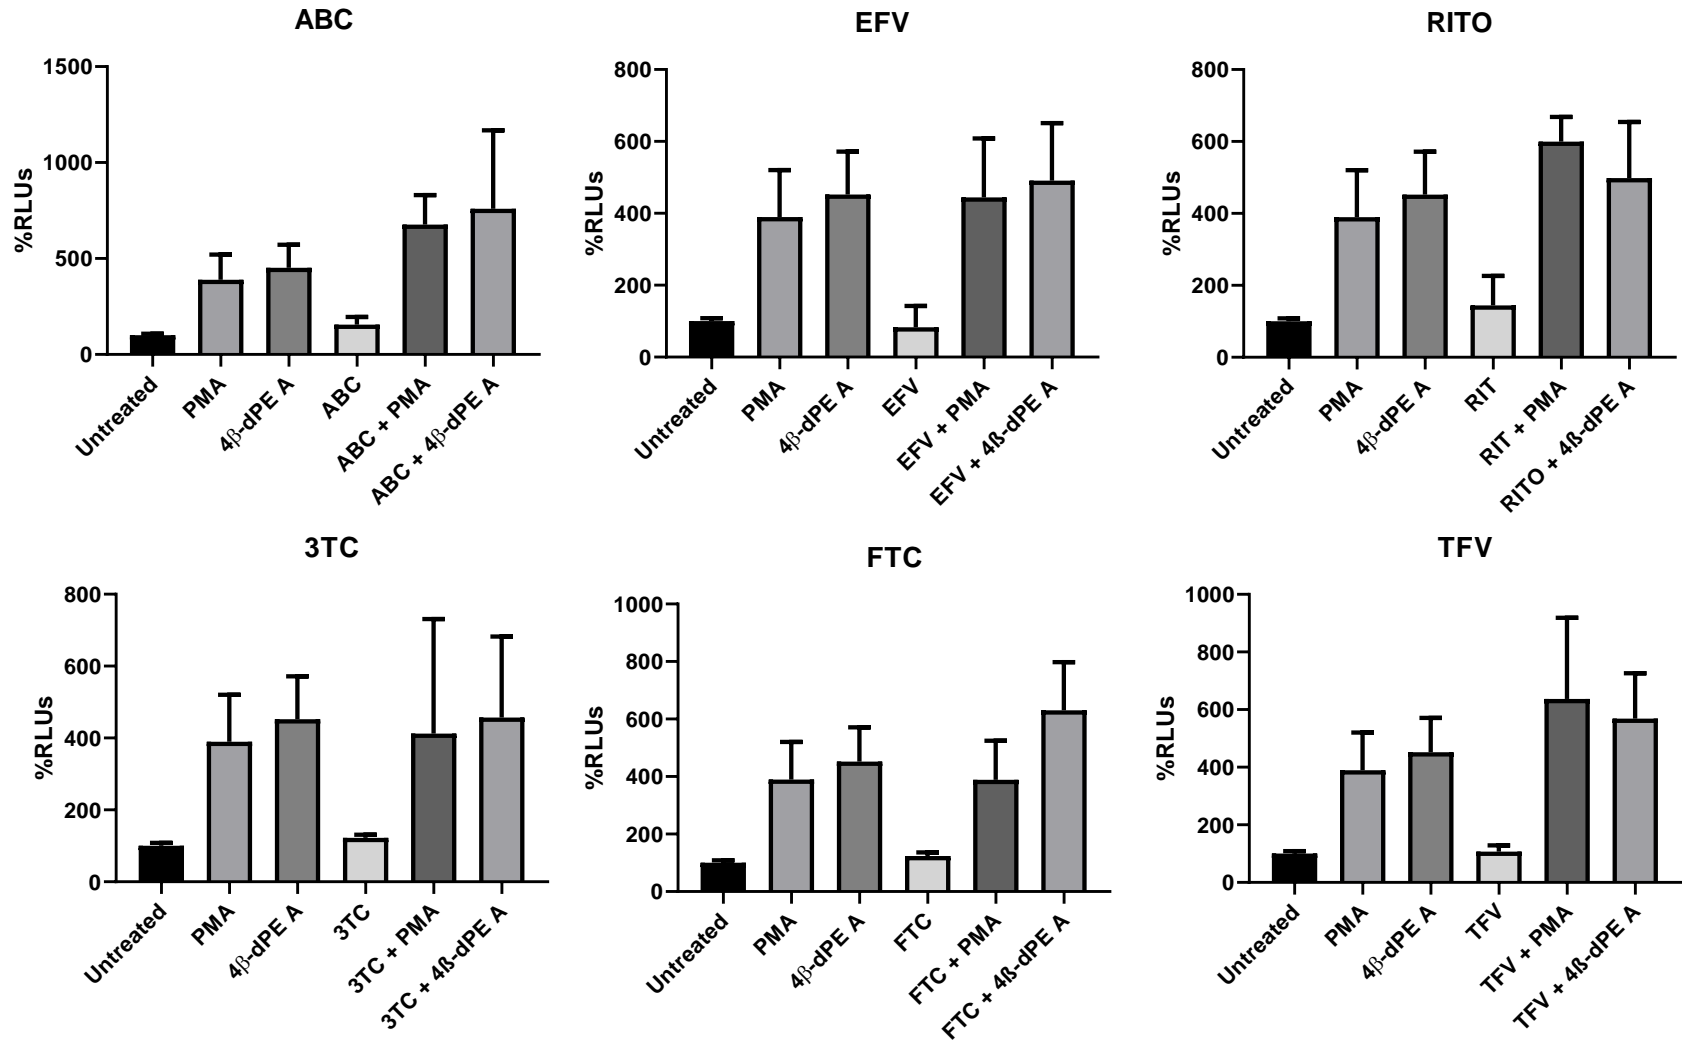 ABC
1500
1000
500
0
%RLUs
Untreated
PMA
4β-dPE A
ABC
ABC + PMA
ABC + 4β-dPE A
EFV
800
600
400
200
0
%RLUs
Untreated
PMA
4β-dPE A
EFV
EFV + PMA
EFV + 4ß-dPE A
RITO
800
600
400
200
0
%RLUs
Untreated
PMA
4β-dPE A
RIT
RIT + PMA
RITO + 4ß-dPE A
3TC
800
600
400
200
0
%RLUs
Untreated
PMA
4β-dPE A
3TC
3TC + PMA
3TC + 4ß-dPE A
FTC
1000
800
600
400
200
0
%RLUs
Untreated
PMA
4β-dPE A
FTC
FTC + PMA
FTC + 4ß-dPE A
TFV
1000
800
600
400
200
0
%RLUs
Untreated
PMA
4β-dPE A
TFV
TFV + PMA
TFV + 4ß-dPE A